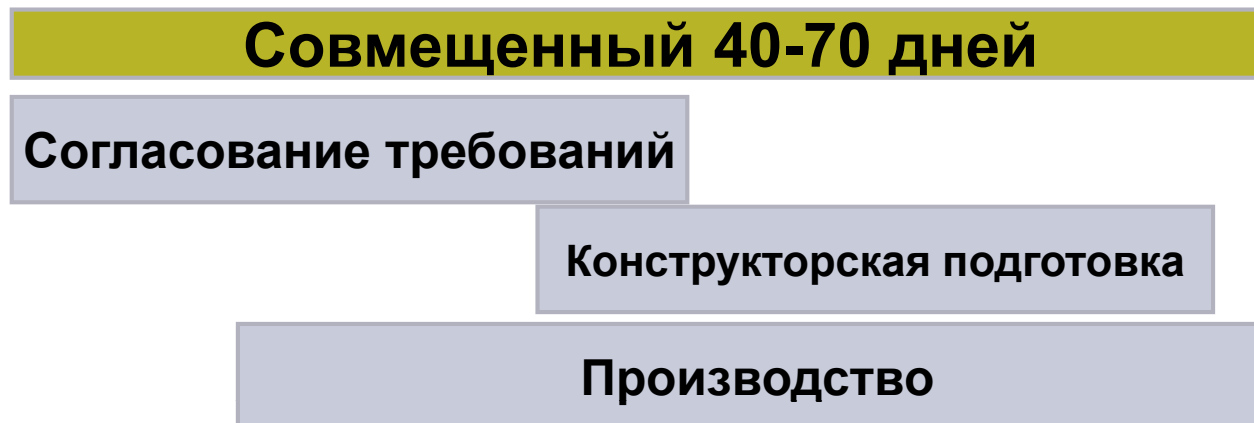 Совмещенный 40-70 дней
Согласование требований
Конструкторская подготовка
Производство